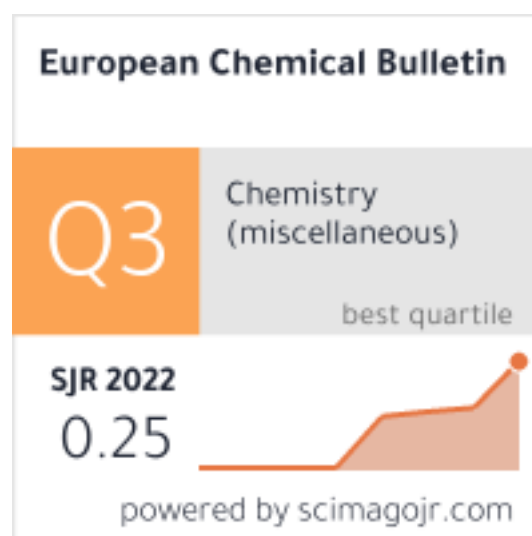 European Chemical Bulletin
Q3
Chemistry
(miscellaneous)
best quartile
SJR 2022
0.25
powered by scimagojr.com